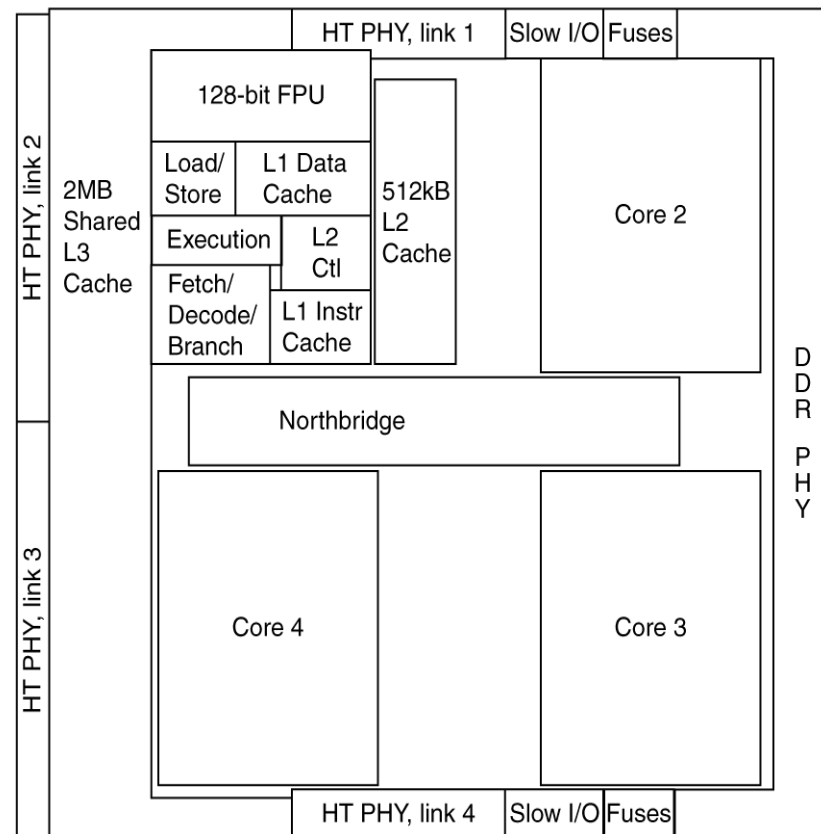 HT PHY, link 1
Slow I/O
Fuses
HT PHY, link 2
2MB
Shared
L3
Cache
128-bit FPU
Load/
Store
L1 Data
Cache
Execution
L2
Ctl
Fetch/
Decode/
Branch
L1 Instr
Cache
512kB
L2
Cache
Core 2
DDR PHY
Northbridge
HT PHY, link 3
Core 4
Core 3
HT PHY, link 4
Slow I/O
Fuses